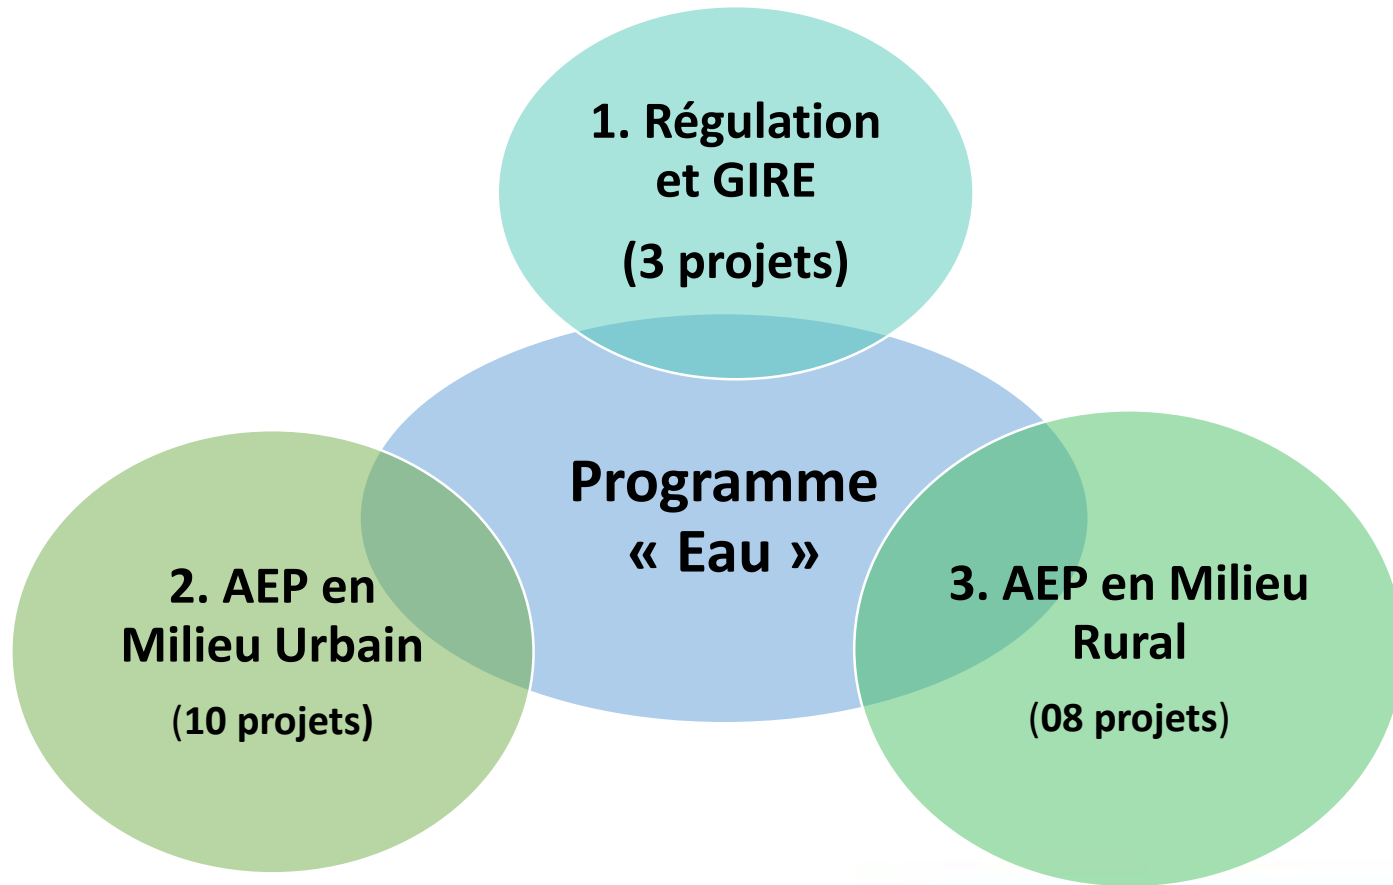 1. Régulation
et GIRE
(3 projets)
Programme
« Eau »
2. AEP en
Milieu Urbain
(10 projets)
3. AEP en Milieu
Rural
(08 projets)